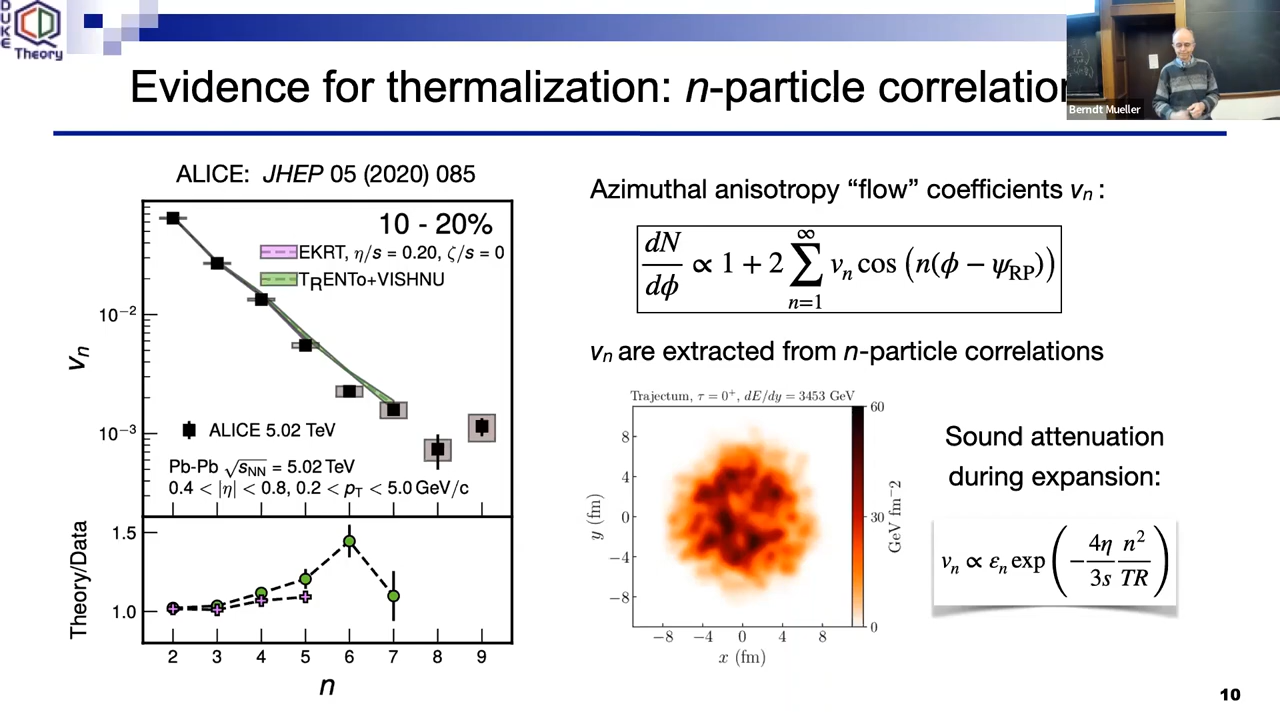 DUKE
Theory
Evidence for thermalization: n-particle correlation
Berndt Mueller
ALICE: JHEP 05 (2020) 085
10 - 20%
EKRT, η/s = 0.20, ζ/s = 0
TRENTo+VISHNU
10⁻²
vₙ
10⁻³
ALICE 5.02 TeV
Pb-Pb √sNN = 5.02 TeV
0.4 < |η| < 0.8, 0.2 < pT < 5.0 GeV/c
Theory/Data
1.5
1.0
2 3 4 5 6 7 8 9
n
Azimuthal anisotropy “flow” coefficients vₙ :
dN/dϕ ∝ 1 + 2 ∑_{n=1}^{∞} vₙ cos (n(ϕ − ψRP))
vₙ are extracted from n-particle correlations
Trajectum, τ = 0⁺, dE/dy = 3453 GeV
y (fm)
8
4
0
−4
−8
−8 −4 0 4 8
x (fm)
60
30
0
GeV fm⁻²
Sound attenuation
during expansion:
vₙ ∝ εₙ exp (−4η/3s n²/TR)
10